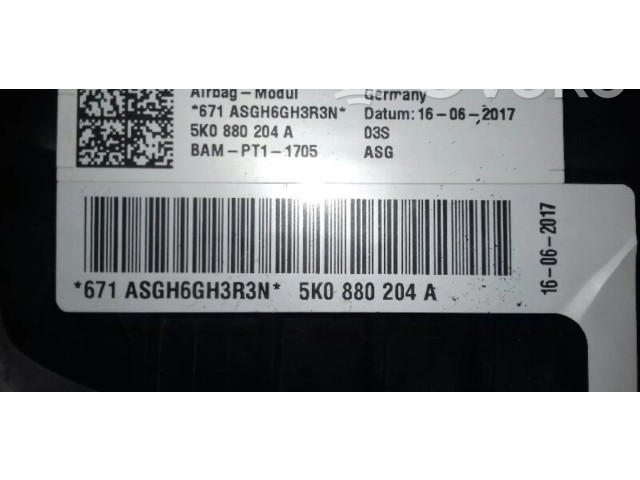 Airbag-Modul Germany
*671 ASGH6GH3R3N* Datum: 16-06-2017
5K0 880 204 A 03S
BAM-PT1-1705 ASG
*671 ASGH6GH3R3N* 5K0 880 204 A
16-06-2017